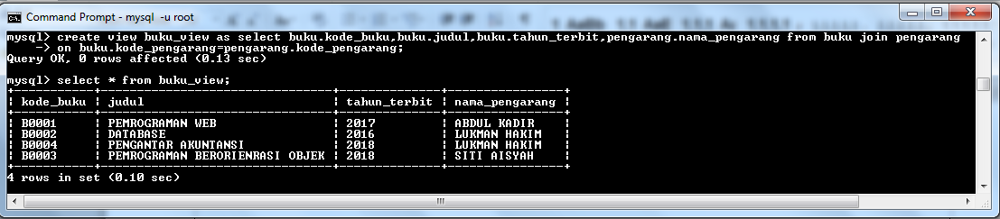 Command Prompt - mysql -u root
mysql> create view buku_view as select buku.kode_buku,buku.judul,buku.tahun_terbit,pengarang.nama_pengarang from buku join pengarang
-> on buku.kode_pengarang=pengarang.kode_pengarang;
Query OK, 0 rows affected (0.13 sec)
mysql> select * from buku_view;
+-----------+--------------------------------+--------------+----------------+
| kode_buku | judul | tahun_terbit | nama_pengarang |
+-----------+--------------------------------+--------------+----------------+
| B0001 | PEMROGRAMAN WEB | 2017 | ABDUL KADIR |
| B0002 | DATABASE | 2016 | LUKMAN HAKIM |
| B0004 | PENGANTAR AKUNTANSI | 2018 | LUKMAN HAKIM |
| B0003 | PEMROGRAMAN BERORIENRASI OBJEK | 2018 | SITI AISYAH |
+-----------+--------------------------------+--------------+----------------+
4 rows in set (0.10 sec)